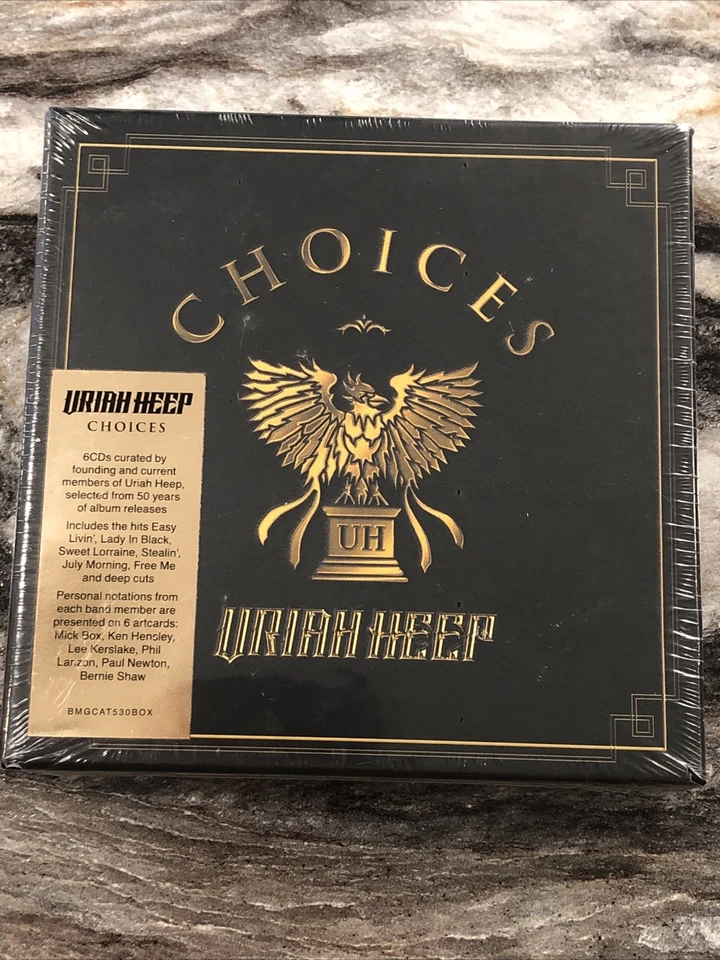 CHOICES
UH
URIAH HEEP
URIAH HEEP
CHOICES
6CDs curated by
founding and current
members of Uriah Heep,
selected from 50 years
of album releases
Includes the hits Easy
Livin', Lady In Black,
Sweet Lorraine, Stealin',
July Morning, Free Me
and deep cuts
Personal notations from
each band member are
presented on 6 artcards:
Mick Box, Ken Hensley,
Lee Kerslake, Phil
Lanzon, Paul Newton,
Bernie Shaw
BMGCAT530BOX